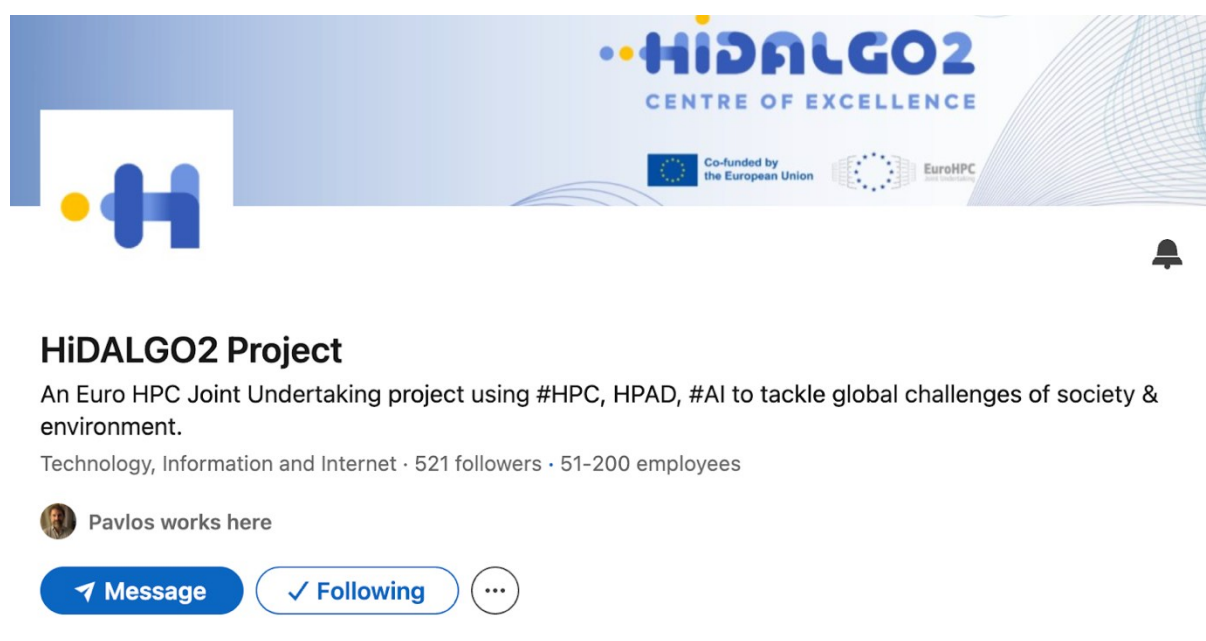 HiDALGO2
CENTRE OF EXCELLENCE
Co-funded by
the European Union
EuroHPC
Joint Undertaking
HiDALGO2 Project
An Euro HPC Joint Undertaking project using #HPC, HPAD, #AI to tackle global challenges of society &
environment.
Technology, Information and Internet · 521 followers · 51-200 employees
Pavlos works here
Message
Following